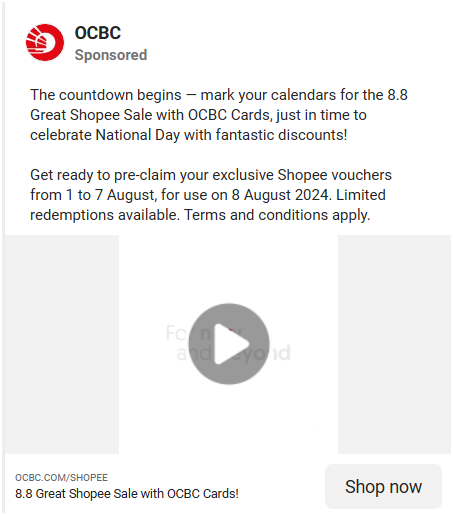 OCBC
Sponsored
The countdown begins — mark your calendars for the 8.8
Great Shopee Sale with OCBC Cards, just in time to
celebrate National Day with fantastic discounts!
Get ready to pre-claim your exclusive Shopee vouchers
from 1 to 7 August, for use on 8 August 2024. Limited
redemptions available. Terms and conditions apply.
For now
and beyond
OCBC.COM/SHOPEE
8.8 Great Shopee Sale with OCBC Cards!
Shop now